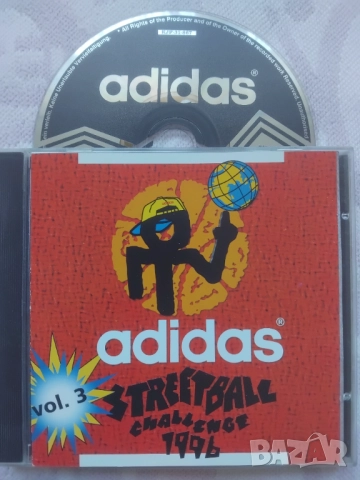 * All Rights of the Producer and of the Owner of the recorded work Reserved.
adidas®
adidas®
vol. 3
STREETBALL
CHALLENGE
1996
BAZAR